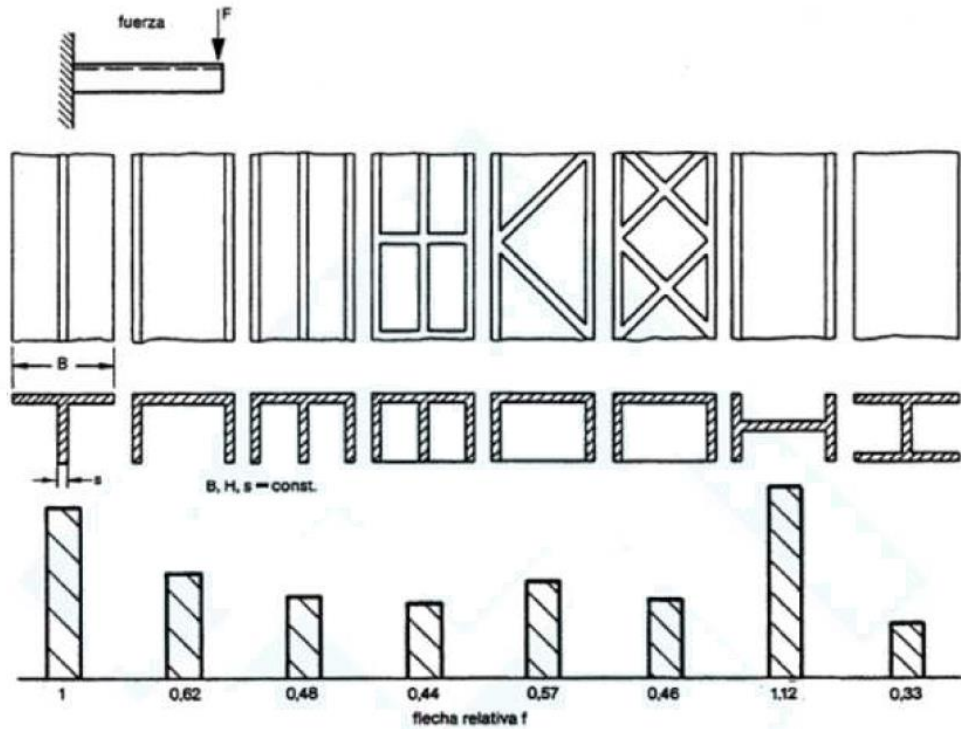 fuerza
F
B
s
B, H, s = const.
1 0,62 0,48 0,44 0,57 0,46 1,12 0,33
flecha relativa f